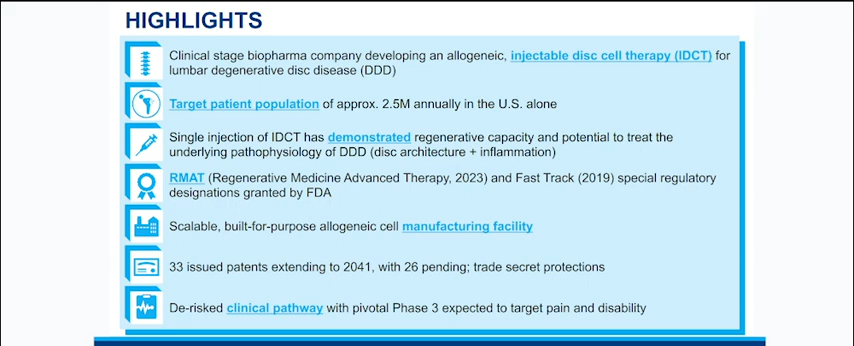 HIGHLIGHTS
Clinical stage biopharma company developing an allogeneic, injectable disc cell therapy (IDCT) for
lumbar degenerative disc disease (DDD)
Target patient population of approx. 2.5M annually in the U.S. alone
Single injection of IDCT has demonstrated regenerative capacity and potential to treat the
underlying pathophysiology of DDD (disc architecture + inflammation)
RMAT (Regenerative Medicine Advanced Therapy, 2023) and Fast Track (2019) special regulatory
designations granted by FDA
Scalable, built-for-purpose allogeneic cell manufacturing facility
33 issued patents extending to 2041, with 26 pending; trade secret protections
De-risked clinical pathway with pivotal Phase 3 expected to target pain and disability